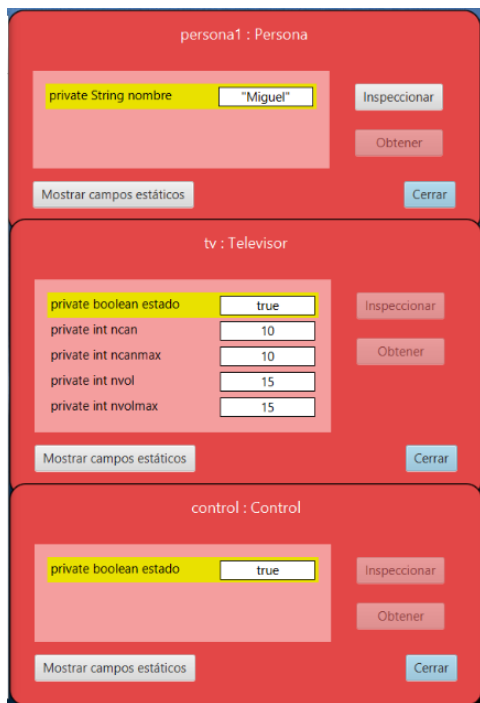 persona1 : Persona
private String nombre "Miguel" Inspeccionar
Obtener
Mostrar campos estáticos Cerrar
tv : Televisor
private boolean estado true Inspeccionar
private int ncan 10
private int ncanmax 10 Obtener
private int nvol 15
private int nvolmax 15
Mostrar campos estáticos Cerrar
control : Control
private boolean estado true Inspeccionar
Obtener
Mostrar campos estáticos Cerrar